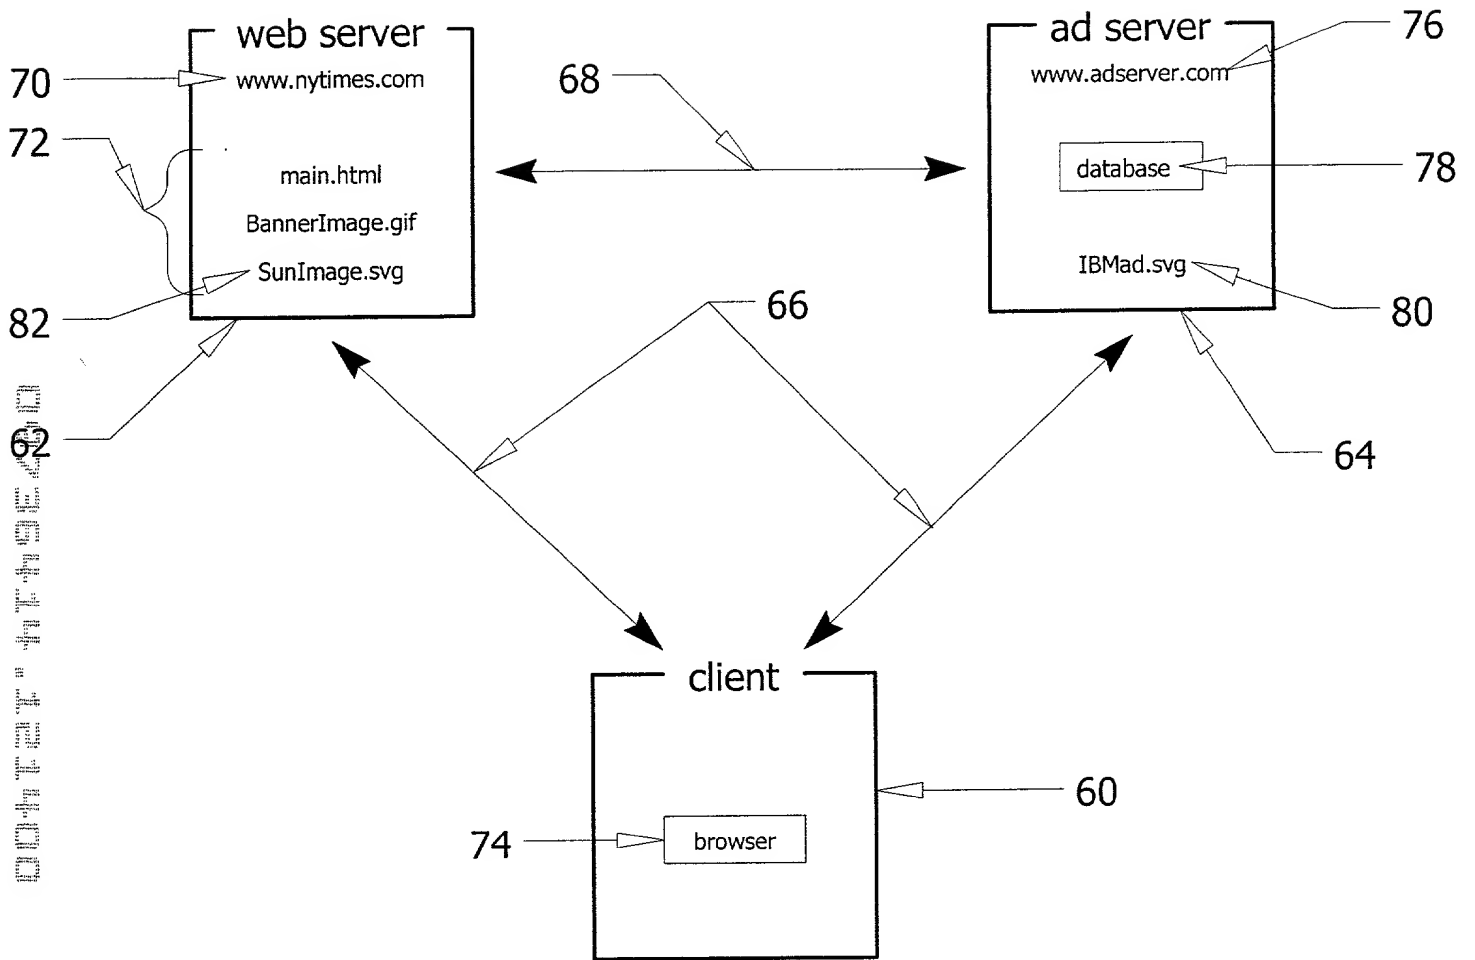 web server
ad server
76
70
www.nytimes.com
68
www.adserver.com
72
main.html
database
78
BannerImage.gif
SunImage.svg
IBMad.svg
82
66
80
62
64
client
60
74
browser